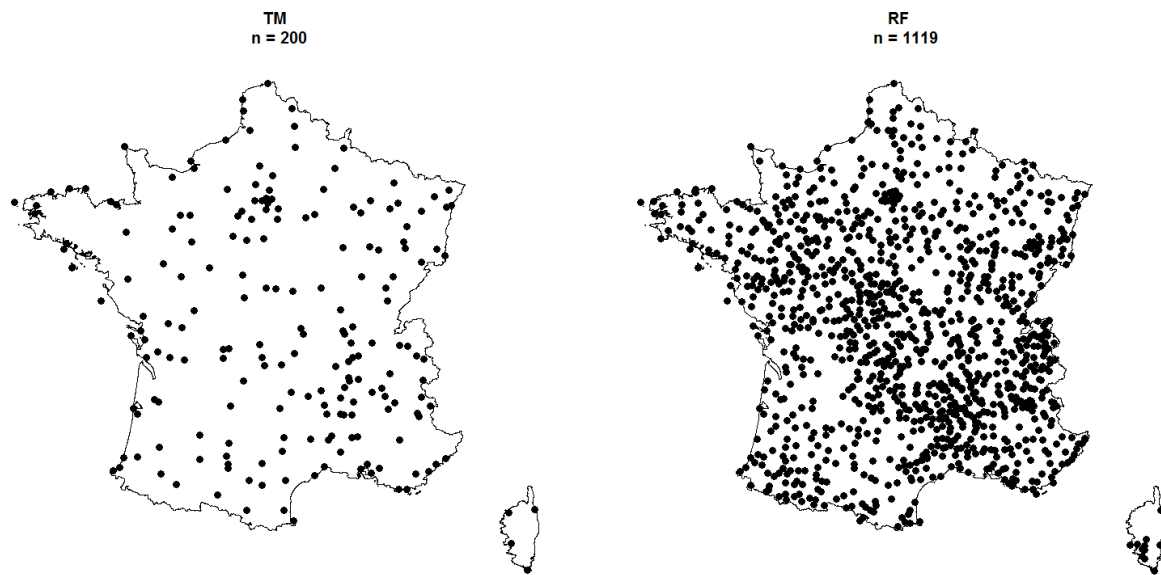 TM
n = 200
RF
n = 1119